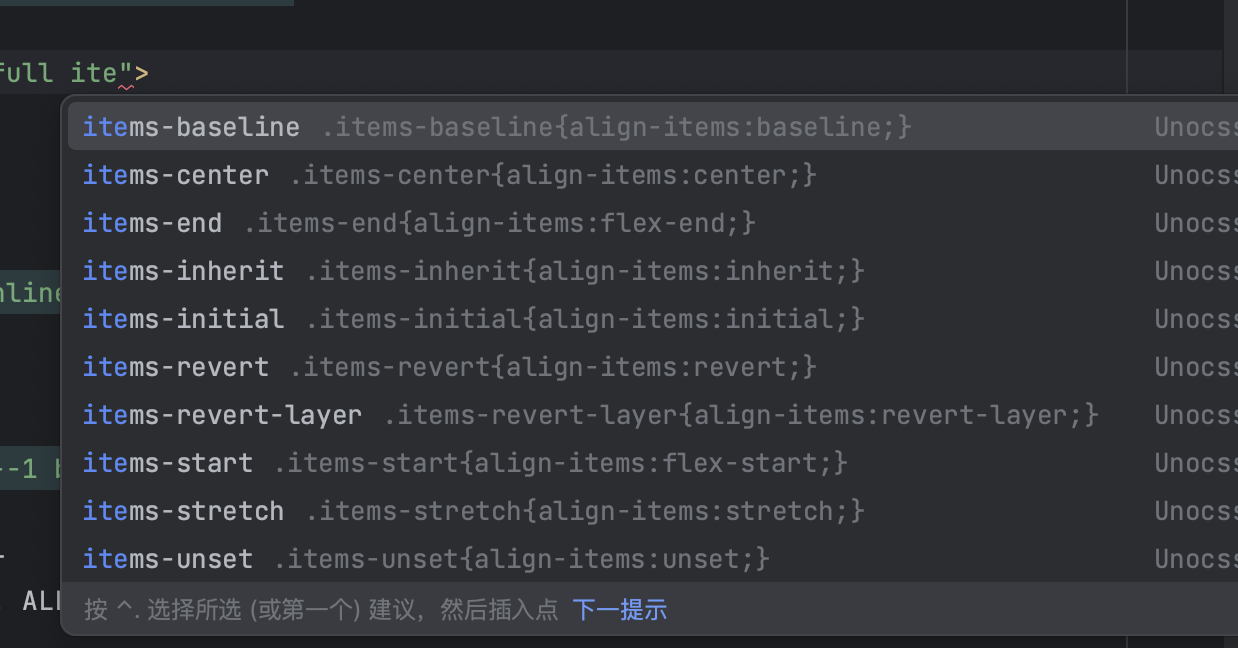 full ite">
items-baseline .items-baseline{align-items:baseline;} Unocss
items-center .items-center{align-items:center;} Unocss
items-end .items-end{align-items:flex-end;} Unocss
items-inherit .items-inherit{align-items:inherit;} Unocss
items-initial .items-initial{align-items:initial;} Unocss
items-revert .items-revert{align-items:revert;} Unocss
items-revert-layer .items-revert-layer{align-items:revert-layer;} Unocss
items-start .items-start{align-items:flex-start;} Unocss
items-stretch .items-stretch{align-items:stretch;} Unocss
items-unset .items-unset{align-items:unset;} Unocss
按 ^. 选择所选 (或第一个) 建议，然后插入点 下一提示